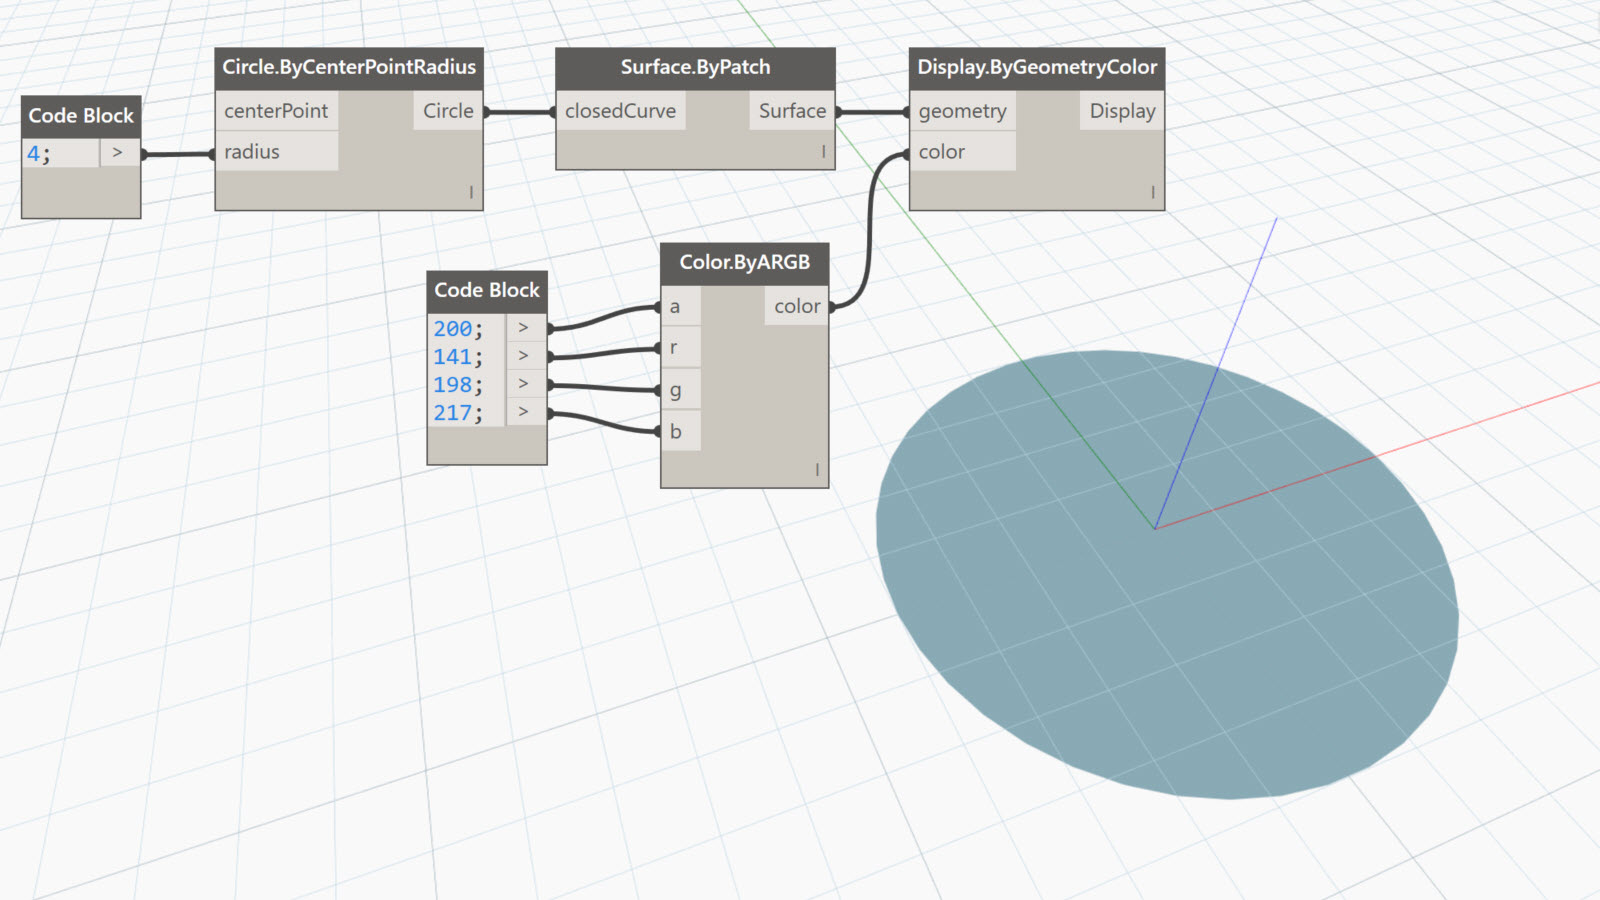 Code Block
4; >
Circle.ByCenterPointRadius
centerPoint Circle
radius
l
Surface.ByPatch
closedCurve Surface
l
Display.ByGeometryColor
geometry Display
color
l
Code Block
200; >
141; >
198; >
217; >
Color.ByARGB
a color
r
g
b
l